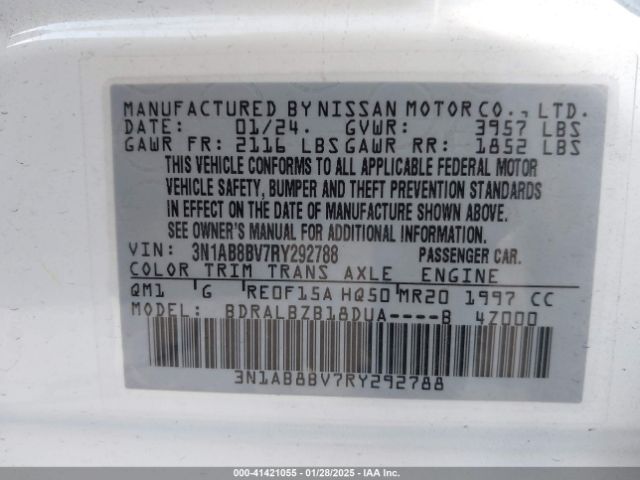 MANUFACTURED BY NISSAN MOTOR CO., LTD.
DATE: 01/24. GVWR: 3957 LBS
GAWR FR: 2116 LBS GAWR RR: 1852 LBS
THIS VEHICLE CONFORMS TO ALL APPLICABLE FEDERAL MOTOR
VEHICLE SAFETY, BUMPER AND THEFT PREVENTION STANDARDS
IN EFFECT ON THE DATE OF MANUFACTURE SHOWN ABOVE.
SEE OWNER'S MANUAL FOR ADDITIONAL INFORMATION.
VIN: 3N1AB8BV7RY292788 PASSENGER CAR.
COLOR TRIM TRANS AXLE ENGINE
QM1 G RE0F15A HQ50 MR20 1997 CC
MODEL: BDRALBZB18DUA----B 4Z000
3N1AB8BV7RY292788
000-41421055 | 01/28/2025 | IAA Inc.